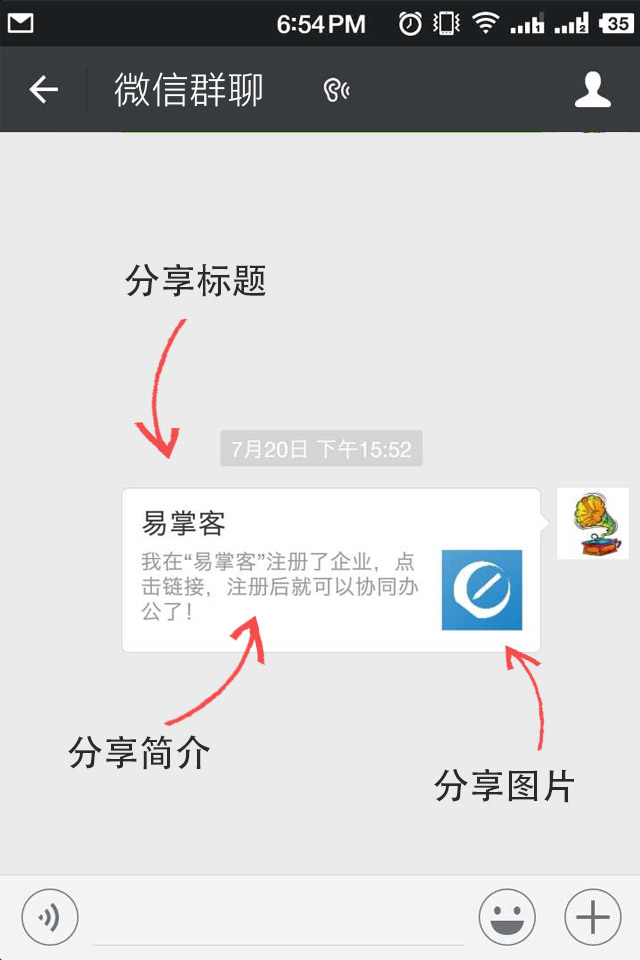 6:54PM
35
微信群聊
分享标题
7月20日 下午15:52
易掌客
我在“易掌客”注册了企业，点
击链接，注册后就可以协同办
公了！
分享简介
分享图片